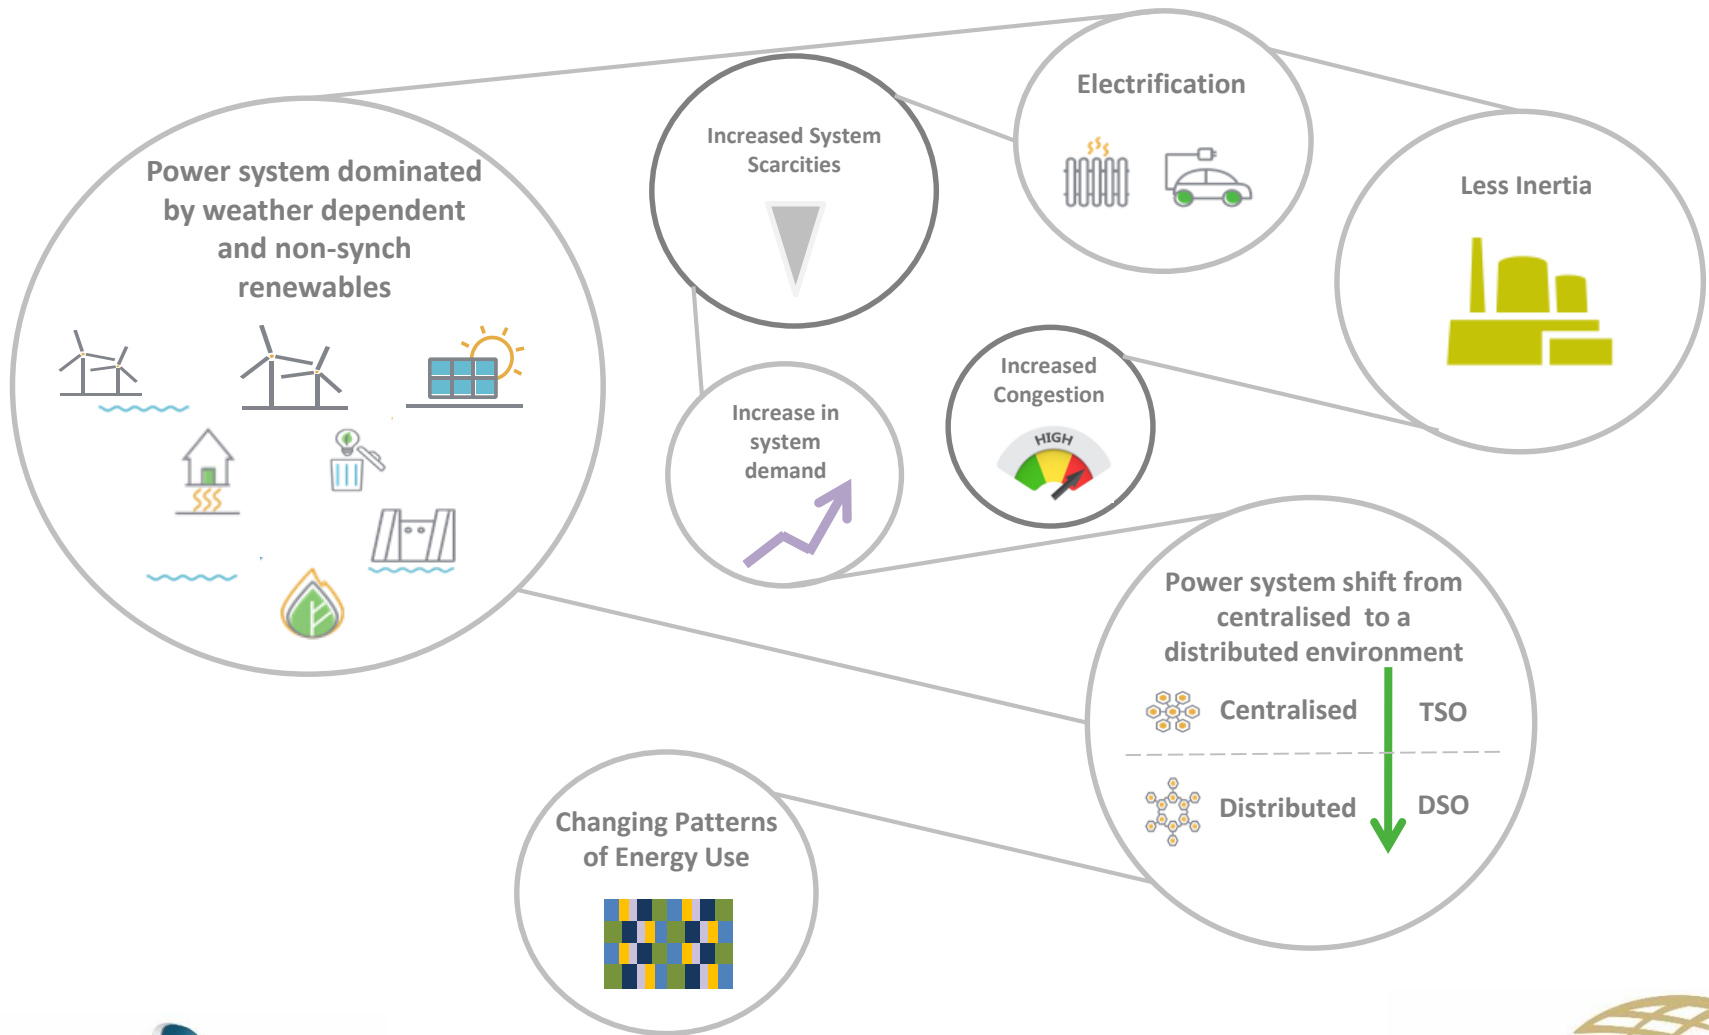 Power system dominated
by weather dependent
and non-synch
renewables
Increased System
Scarcities
Electrification
Less Inertia
Increase in
system
demand
Increased
Congestion
HIGH
Power system shift from
centralised to a
distributed environment
Centralised TSO
Distributed DSO
Changing Patterns
of Energy Use